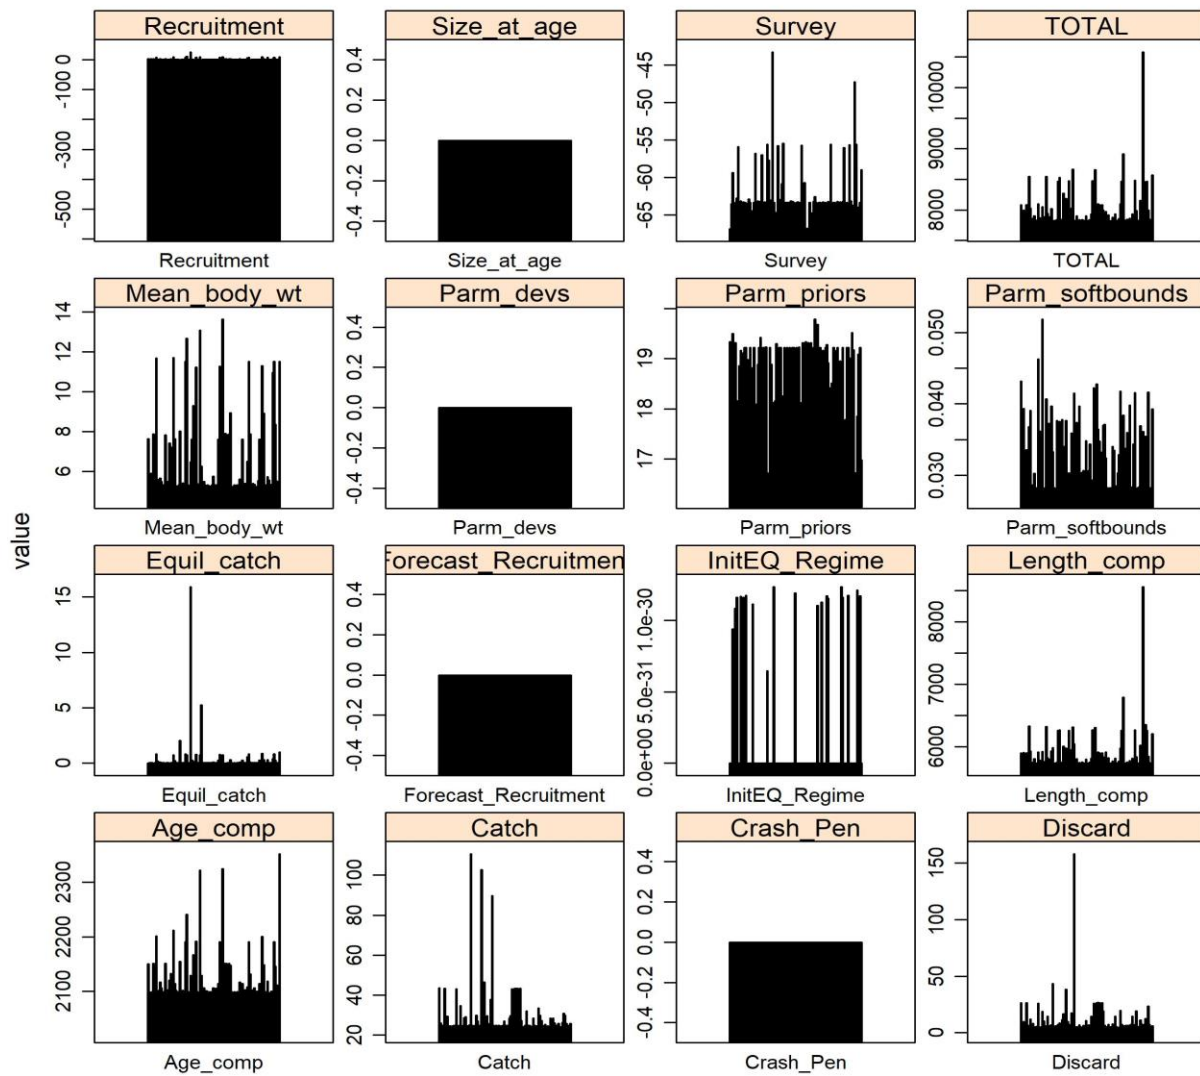 Recruitment
-500 -300 -100 0
Recruitment
Size_at_age
-0.4 -0.2 0.0 0.2 0.4
Size_at_age
Survey
-65 -60 -55 -50 -45
Survey
TOTAL
8000 9000 10000
TOTAL
value
Mean_body_wt
6 8 10 12 14
Mean_body_wt
Parm_devs
-0.4 -0.2 0.0 0.2 0.4
Parm_devs
Parm_priors
17 18 19
Parm_priors
Parm_softbounds
0.030 0.040 0.050
Parm_softbounds
Equil_catch
0 5 10 15
Equil_catch
Forecast_Recruitmen
-0.4 -0.2 0.0 0.2 0.4
Forecast_Recruitment
InitEQ_Regime
0.0e+00 5.0e-31 1.0e-30
InitEQ_Regime
Length_comp
6000 7000 8000
Length_comp
Age_comp
2100 2200 2300
Age_comp
Catch
20 40 60 80 100
Catch
Crash_Pen
-0.4 -0.2 0.0 0.2 0.4
Crash_Pen
Discard
0 50 100 150
Discard